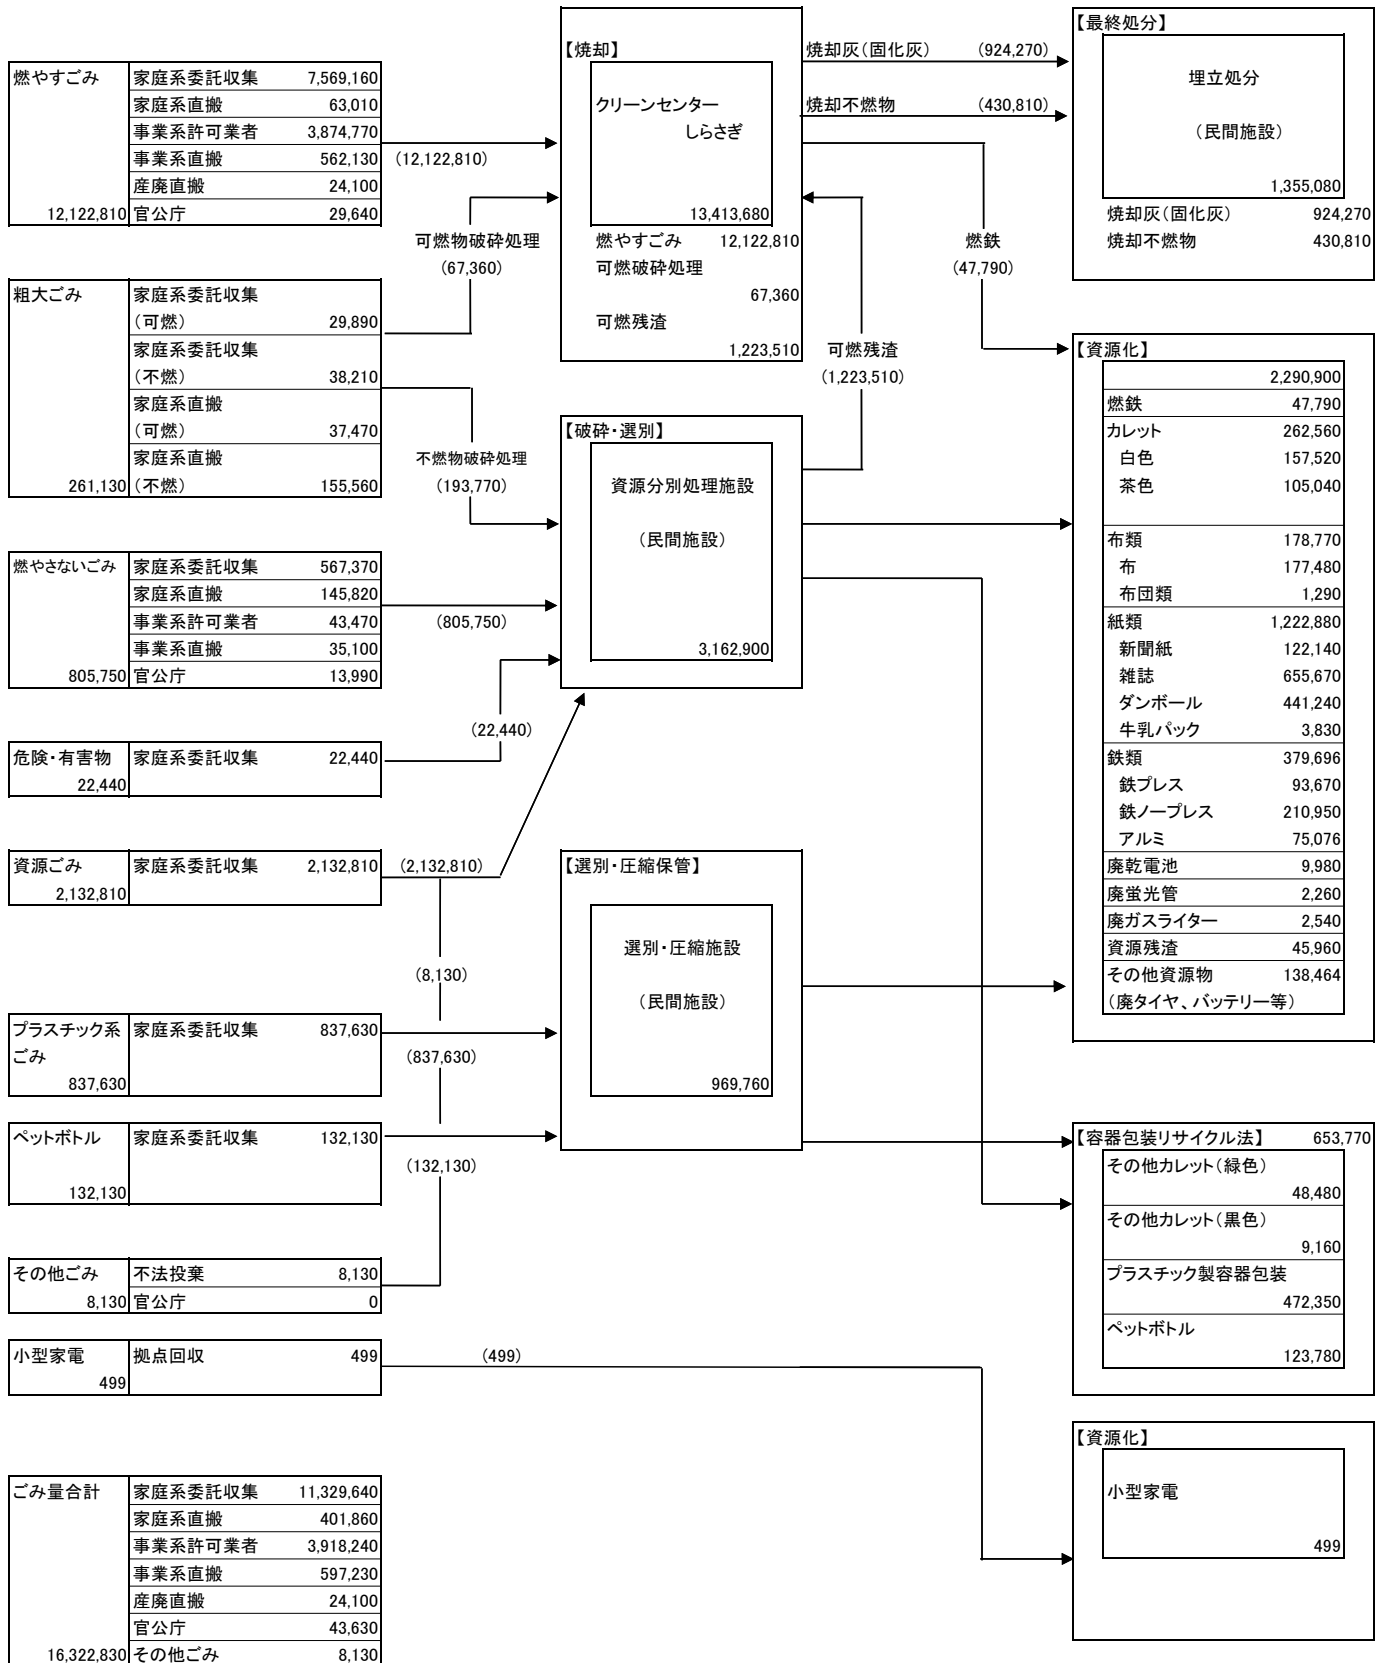 燃やすごみ 家庭系委託収集 7,569,160
家庭系直搬 63,010
事業系許可業者 3,874,770
事業系直搬 562,130
産廃直搬 24,100
12,122,810 官公庁 29,640
(12,122,810)
可燃物破砕処理
(67,360)
粗大ごみ 家庭系委託収集
(可燃) 29,890
家庭系委託収集
(不燃) 38,210
家庭系直搬
(可燃) 37,470
家庭系直搬
261,130 (不燃) 155,560
不燃物破砕処理
(193,770)
燃やさないごみ 家庭系委託収集 567,370
家庭系直搬 145,820
事業系許可業者 43,470
事業系直搬 35,100
805,750 官公庁 13,990
(805,750)
(22,440)
危険・有害物 家庭系委託収集 22,440
22,440
資源ごみ 家庭系委託収集 2,132,810 (2,132,810)
2,132,810
(8,130)
プラスチック系 家庭系委託収集 837,630
ごみ
837,630
(837,630)
ペットボトル 家庭系委託収集 132,130
132,130
(132,130)
その他ごみ 不法投棄 8,130
8,130 官公庁 0
小型家電 拠点回収 499 (499)
499
ごみ量合計 家庭系委託収集 11,329,640
家庭系直搬 401,860
事業系許可業者 3,918,240
事業系直搬 597,230
産廃直搬 24,100
官公庁 43,630
16,322,830 その他ごみ 8,130
【焼却】
クリーンセンター
しらさぎ
13,413,680
燃やすごみ 12,122,810
可燃破砕処理
67,360
可燃残渣
1,223,510
焼却灰(固化灰) (924,270)
焼却不燃物 (430,810)
燃鉄
(47,790)
可燃残渣
(1,223,510)
【破砕・選別】
資源分別処理施設
(民間施設)
3,162,900
【選別・圧縮保管】
選別・圧縮施設
(民間施設)
969,760
【最終処分】
埋立処分
(民間施設)
1,355,080
焼却灰(固化灰) 924,270
焼却不燃物 430,810
【資源化】
2,290,900
燃鉄 47,790
カレット 262,560
白色 157,520
茶色 105,040
布類 178,770
布 177,480
布団類 1,290
紙類 1,222,880
新聞紙 122,140
雑誌 655,670
ダンボール 441,240
牛乳パック 3,830
鉄類 379,696
鉄プレス 93,670
鉄ノープレス 210,950
アルミ 75,076
廃乾電池 9,980
廃蛍光管 2,260
廃ガスライター 2,540
資源残渣 45,960
その他資源物 138,464
(廃タイヤ、バッテリー等)
【容器包装リサイクル法】 653,770
その他カレット(緑色)
48,480
その他カレット(黒色)
9,160
プラスチック製容器包装
472,350
ペットボトル
123,780
【資源化】
小型家電
499